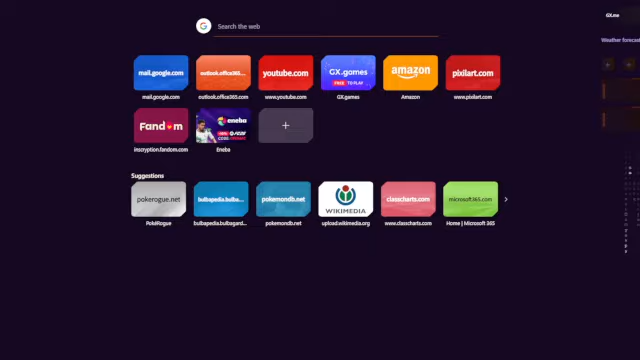 GX.me
Search the web
Weather forecast
mail.google.com
outlook.office365.com
youtube.com
GX.games
FREE TO PLAY
amazon
pixilart.com
mail.google.com
outlook.office365.com
www.youtube.com
GX.games
Amazon
www.pixilart.com
Fandom
eneba
inscryption.fandom.com
Eneba
Suggestions
pokerogue.net
bulbapedia.bulba...
pokemondb.net
WIKIMEDIA
classcharts.com
microsoft365.com
PokéRogue
bulbapedia.bulbagard...
pokemondb.net
upload.wikimedia.org
www.classcharts.com
Home | Microsoft 365